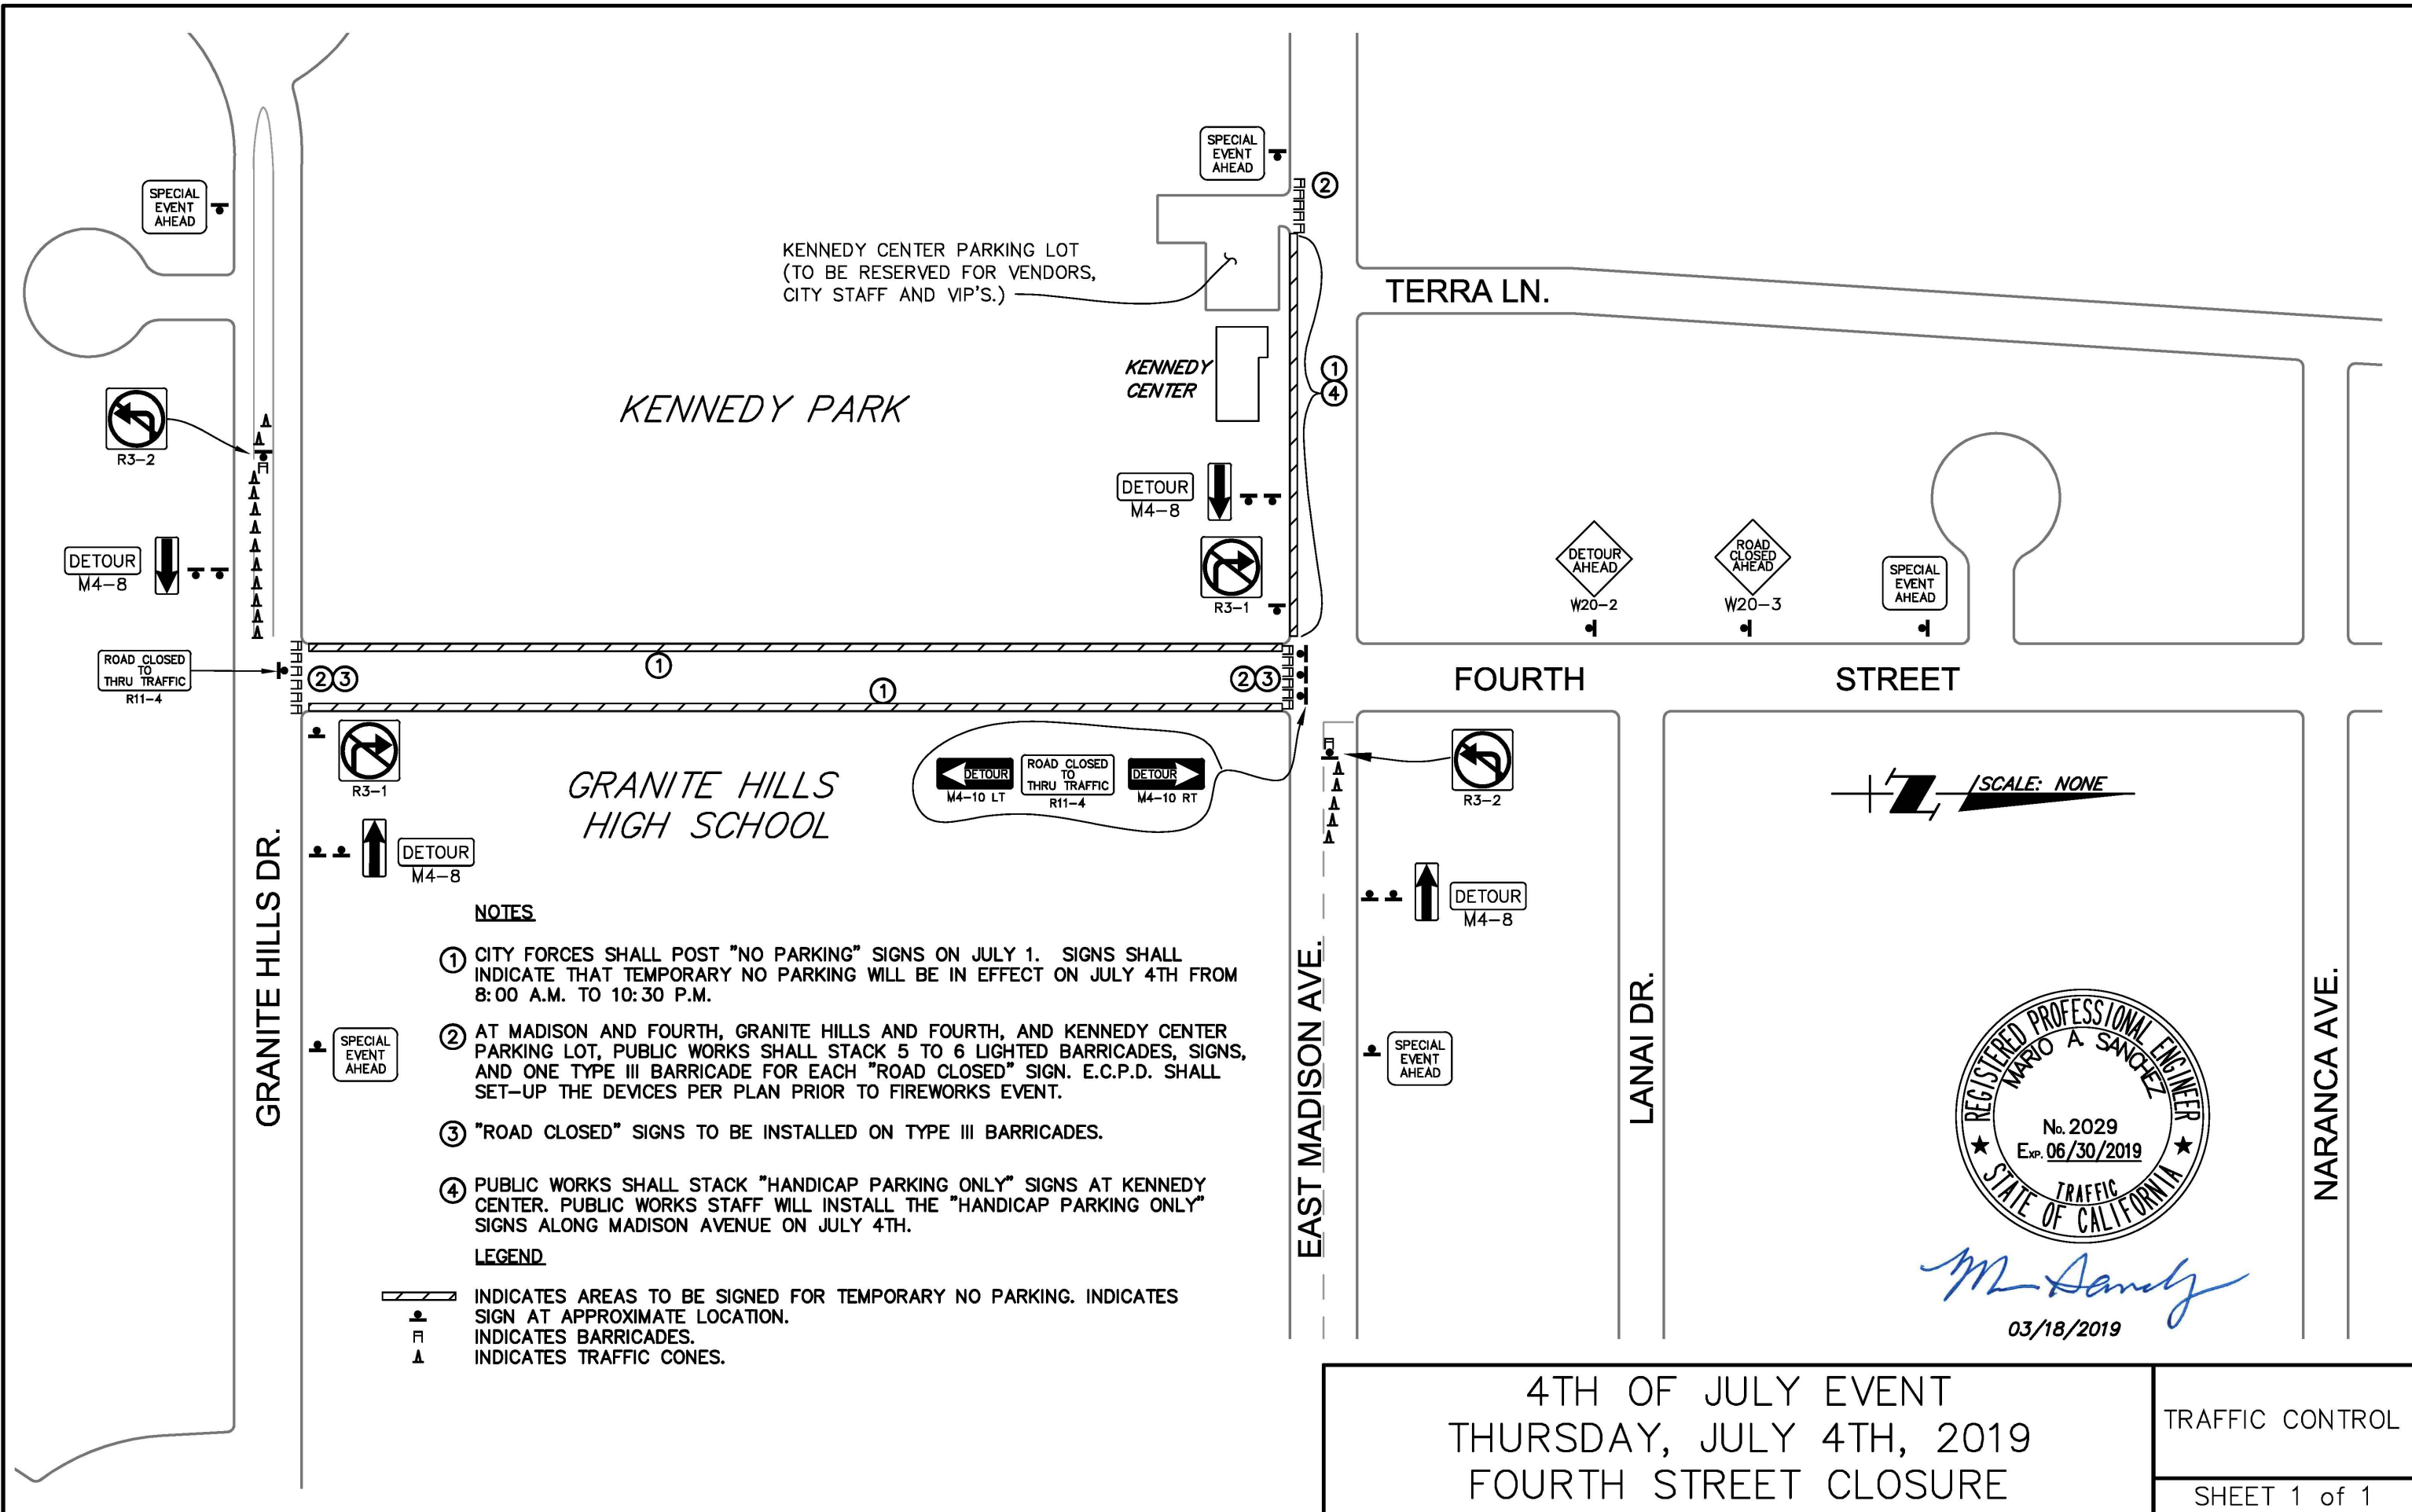 SPECIAL
EVENT
AHEAD
SPECIAL
EVENT
AHEAD
2
KENNEDY CENTER PARKING LOT
(TO BE RESERVED FOR VENDORS,
CITY STAFF AND VIP'S.)
TERRA LN.
KENNEDY
CENTER
1
4
KENNEDY PARK
R3-2
DETOUR
M4-8
DETOUR
M4-8
R3-1
DETOUR
AHEAD
W20-2
ROAD
CLOSED
AHEAD
W20-3
SPECIAL
EVENT
AHEAD
ROAD CLOSED
TO
THRU TRAFFIC
R11-4
2 3
1
1
2 3
FOURTH STREET
R3-1
GRANITE HILLS
HIGH SCHOOL
DETOUR
M4-10 LT
ROAD CLOSED
TO
THRU TRAFFIC
R11-4
DETOUR
M4-10 RT
R3-2
N
SCALE: NONE
DETOUR
M4-8
DETOUR
M4-8
GRANITE HILLS DR.
SPECIAL
EVENT
AHEAD
NOTES
1 CITY FORCES SHALL POST "NO PARKING" SIGNS ON JULY 1. SIGNS SHALL
INDICATE THAT TEMPORARY NO PARKING WILL BE IN EFFECT ON JULY 4TH FROM
8:00 A.M. TO 10:30 P.M.
2 AT MADISON AND FOURTH, GRANITE HILLS AND FOURTH, AND KENNEDY CENTER
PARKING LOT, PUBLIC WORKS SHALL STACK 5 TO 6 LIGHTED BARRICADES, SIGNS,
AND ONE TYPE III BARRICADE FOR EACH "ROAD CLOSED" SIGN. E.C.P.D. SHALL
SET-UP THE DEVICES PER PLAN PRIOR TO FIREWORKS EVENT.
3 "ROAD CLOSED" SIGNS TO BE INSTALLED ON TYPE III BARRICADES.
4 PUBLIC WORKS SHALL STACK "HANDICAP PARKING ONLY" SIGNS AT KENNEDY
CENTER. PUBLIC WORKS STAFF WILL INSTALL THE "HANDICAP PARKING ONLY"
SIGNS ALONG MADISON AVENUE ON JULY 4TH.
LEGEND
INDICATES AREAS TO BE SIGNED FOR TEMPORARY NO PARKING. INDICATES
SIGN AT APPROXIMATE LOCATION.
INDICATES BARRICADES.
INDICATES TRAFFIC CONES.
EAST MADISON AVE.
SPECIAL
EVENT
AHEAD
LANAI DR.
NARANCA AVE.
REGISTERED PROFESSIONAL ENGINEER
MARIO A. SANCHEZ
No. 2029
Exp. 06/30/2019
TRAFFIC
STATE OF CALIFORNIA
03/18/2019
4TH OF JULY EVENT
THURSDAY, JULY 4TH, 2019
FOURTH STREET CLOSURE
TRAFFIC CONTROL
SHEET 1 of 1